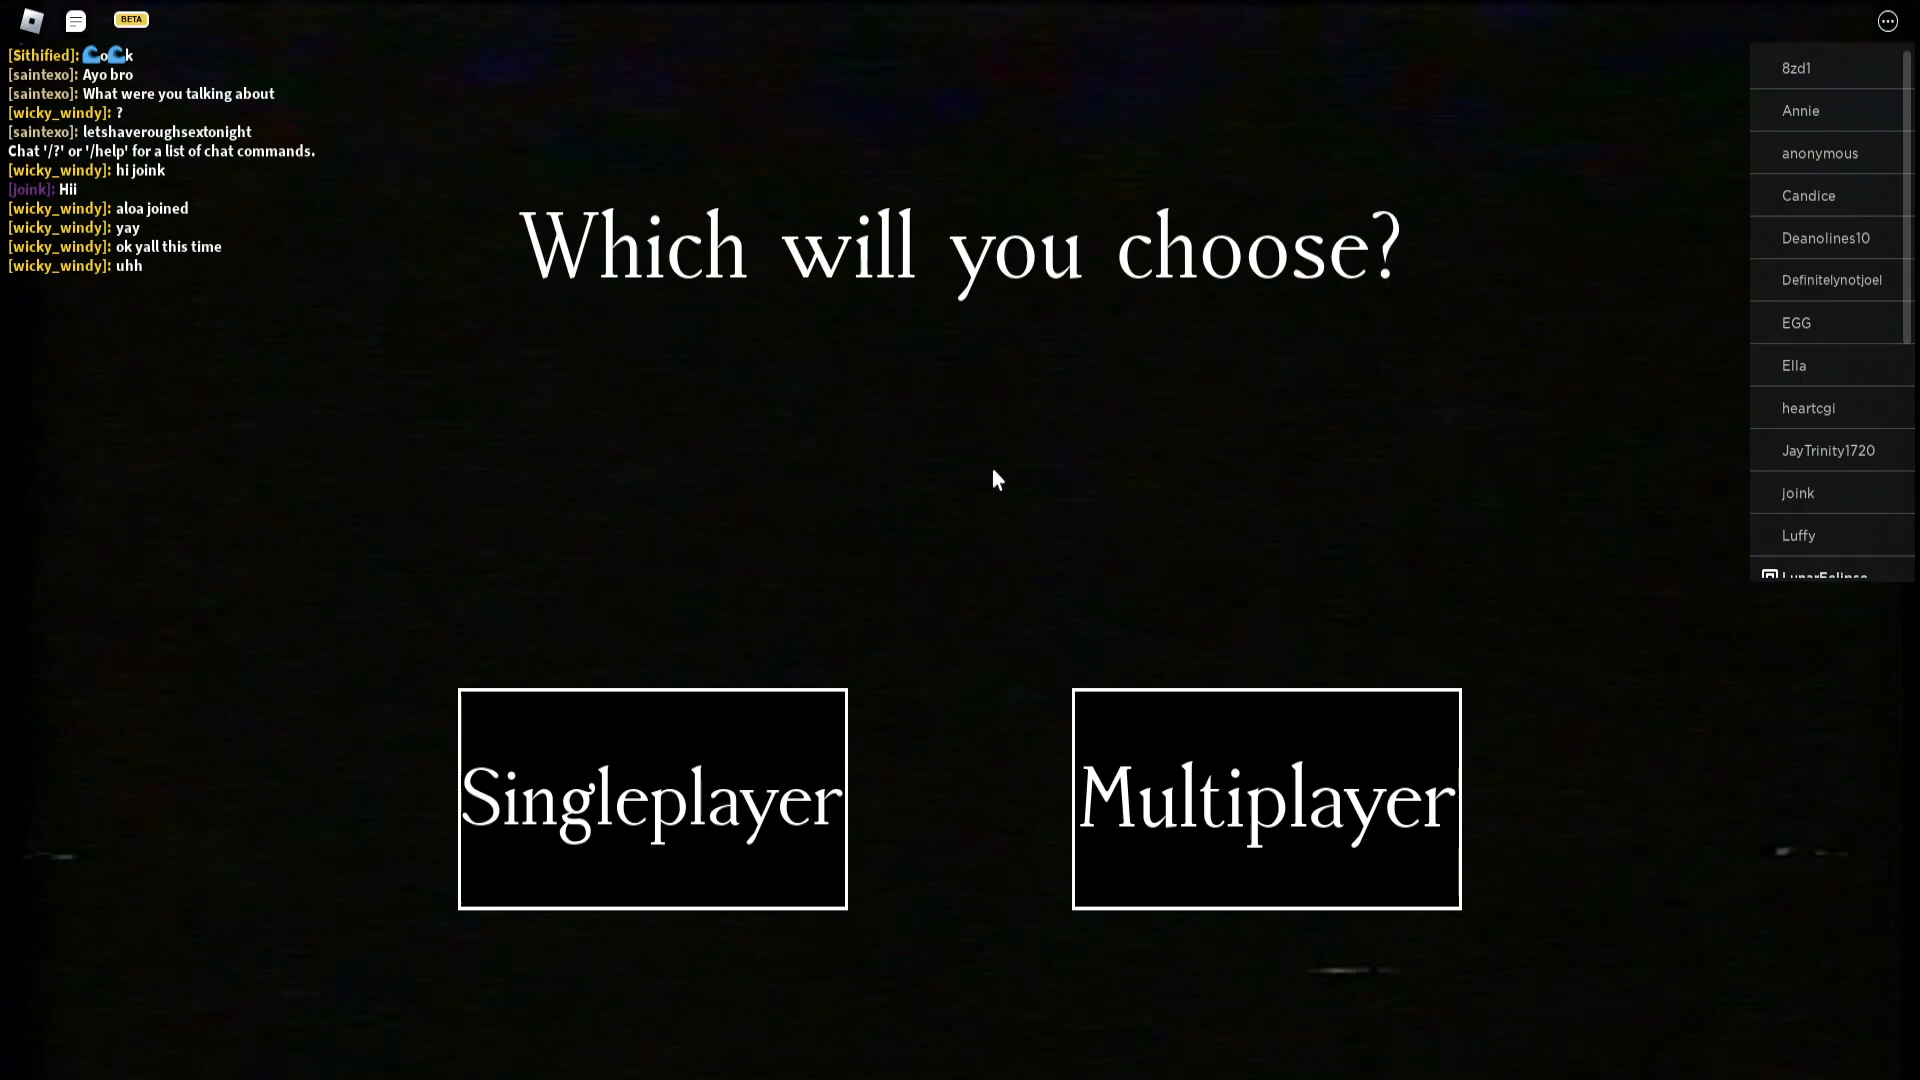 BETA
[Sithified]: 🌊o🌊k
[saintexo]: Ayo bro
[saintexo]: What were you talking about
[wicky_windy]: ?
[saintexo]: letshaveroughsextonight
Chat '/?' or '/help' for a list of chat commands.
[wicky_windy]: hi joink
[joink]: Hii
[wicky_windy]: aloa joined
[wicky_windy]: yay
[wicky_windy]: ok yall this time
[wicky_windy]: uhh
Which will you choose?
Singleplayer
Multiplayer
8zd1
Annie
anonymous
Candice
Deanolines10
Definitelynotjoel
EGG
Ella
heartcgi
JayTrinity1720
joink
Luffy
LunarEclipse